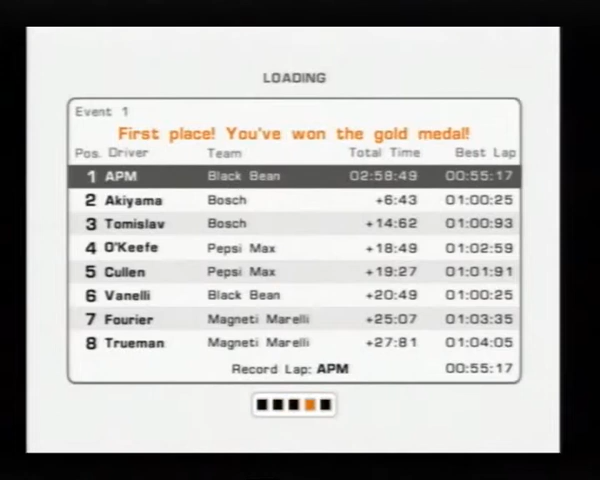 LOADING
Event 1
First place! You've won the gold medal!
Pos. Driver Team Total Time Best Lap
1 APM Black Bean 02:58:49 00:55:17
2 Akiyama Bosch +6:43 01:00:25
3 Tomislav Bosch +14:62 01:00:93
4 O'Keefe Pepsi Max +18:49 01:02:59
5 Cullen Pepsi Max +19:27 01:01:91
6 Vanelli Black Bean +20:49 01:00:25
7 Fourier Magneti Marelli +25:07 01:03:35
8 Trueman Magneti Marelli +27:81 01:04:05
Record Lap: APM 00:55:17